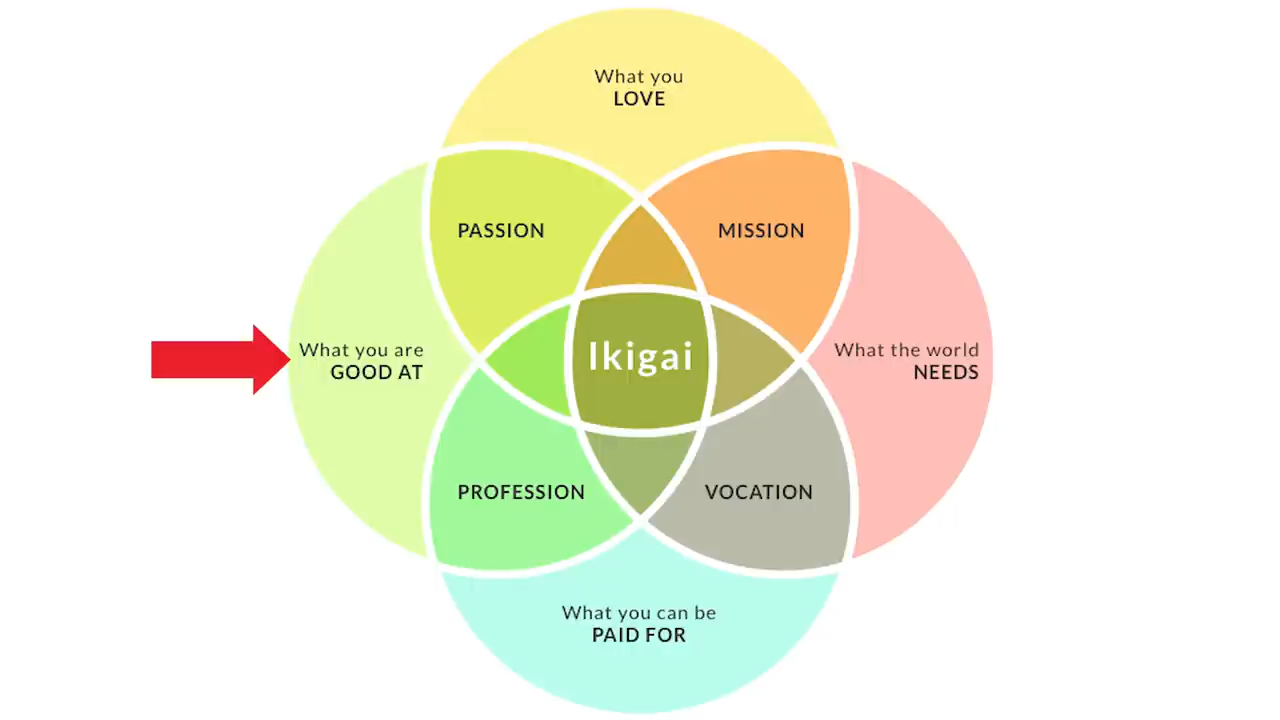 What you
LOVE
PASSION
MISSION
What you are
GOOD AT
Ikigai
What the world
NEEDS
PROFESSION
VOCATION
What you can be
PAID FOR